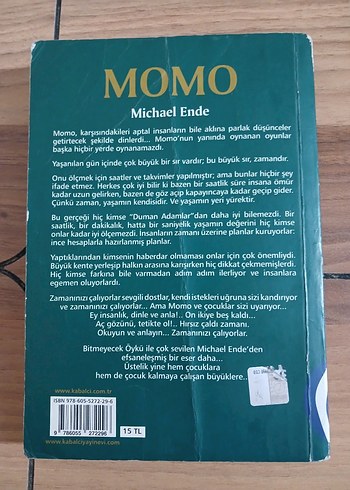 MOMO
Michael Ende
Momo, karşısındakileri aptal insanların bile aklına parlak düşünceler
getirtecek şekilde dinlerdi... Momo'nun yanında oynanan oyunlar
başka hiçbir yerde oynanamazdı.
Yaşanılan gün içinde çok büyük bir sır vardır; bu büyük sır, zamandır.
Onu ölçmek için saatler ve takvimler yapılmıştır; ama bunlar hiçbir şey
ifade etmez. Herkes çok iyi bilir ki bazen bir saatlik süre insana ömür
kadar uzun gelirken, bazen de göz açıp kapayıncaya kadar geçip gider.
Çünkü zaman, yaşamın kendisidir. Ve yaşamın yeri yürektir.
Bu gerçeği hiç kimse "Duman Adamlar"dan daha iyi bilemezdi. Bir
saatlik, bir dakikalık, hatta bir saniyelik yaşamın değerini hiç kimse
onlar kadar iyi ölçemezdi. İnsanların zamanı üzerine planlar kuruyorlar:
ince hesaplarla hazırlanmış planlar.
Yaptıklarından kimsenin haberdar olmaması onlar için çok önemliydi.
Büyük kente yerleşip halkın arasına karışırken hiç dikkat çekmemişlerdi.
Hiç kimse farkına bile varmadan adım adım ilerliyor ve insanlara
egemen oluyorlardı.
Zamanınızı çalıyorlar sevgili dostlar, kendi istekleri uğruna sizi kandırıyor
ve zamanınızı çalıyorlar... Ama Momo ve çocuklar sizi uyarıyor...
Ey insanlık, dinle ve anla!.. On ikiye beş kaldı...
Aç gözünü, tetikte ol!.. Hırsız çaldı zamanı.
Okuyun ve anlayın... Zamanınızı çalıyorlar.
Bitmeyecek Öykü ile çok sevilen Michael Ende'den
efsaneleşmiş bir eser daha...
Üstelik yine hem çocuklara
hem de çocuk kalmaya çalışan büyüklere...
www.kabalci.com.tr
ISBN 978-605-5272-29-6
9 786055 272296
15 TL
www.kabalciyayinevi.com